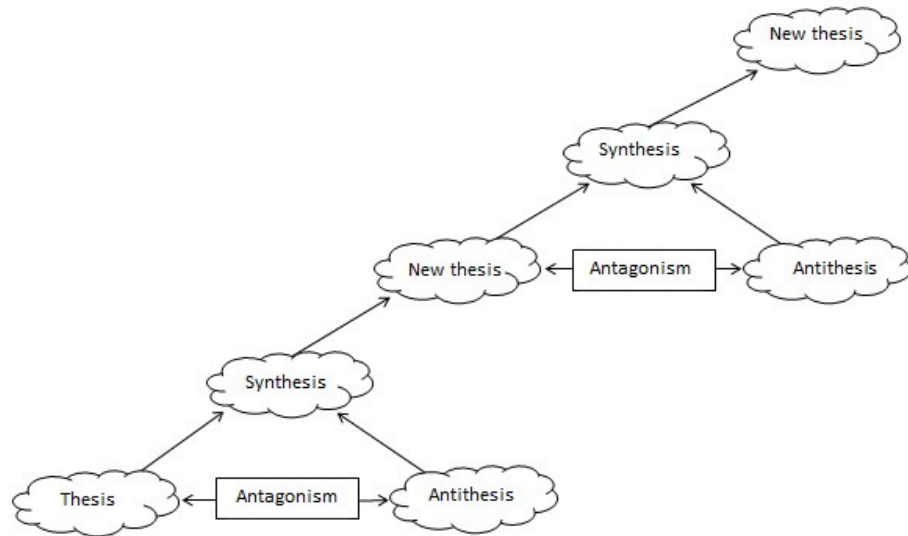 New thesis
Synthesis
New thesis
Antagonism
Antithesis
Synthesis
Thesis
Antagonism
Antithesis